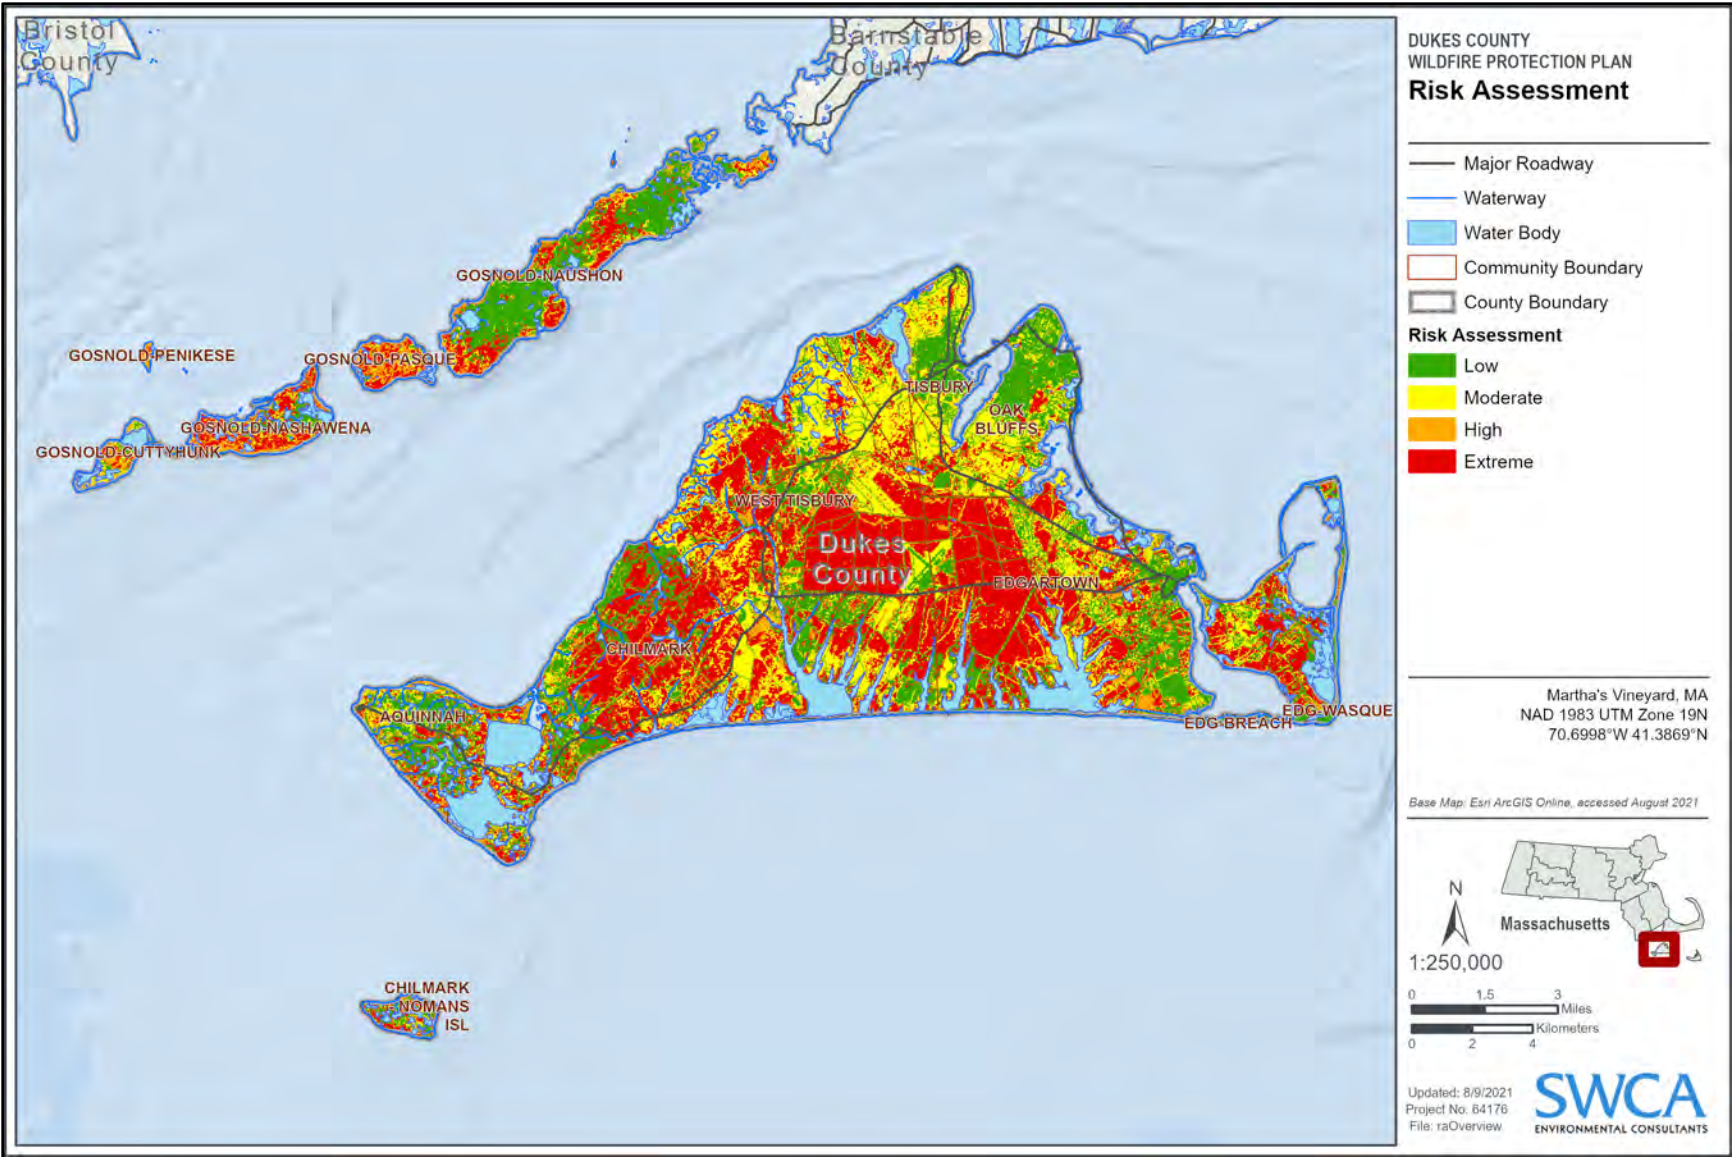 Bristol
County
Barnstable
County
GOSNOLD-NAUSHON
GOSNOLD-PENIKESE
GOSNOLD-PASQUE
GOSNOLD-NASHAWENA
GOSNOLD-CUTTYHUNK
TISBURY
OAK
BLUFFS
WEST TISBURY
Dukes
County
EDGARTOWN
CHILMARK
AQUINNAH
EDG-WASQUE
EDG-BREACH
CHILMARK
NOMANS
ISL
DUKES COUNTY
WILDFIRE PROTECTION PLAN
Risk Assessment
Major Roadway
Waterway
Water Body
Community Boundary
County Boundary
Risk Assessment
Low
Moderate
High
Extreme
Martha's Vineyard, MA
NAD 1983 UTM Zone 19N
70.6998°W 41.3869°N
Base Map: Esri ArcGIS Online, accessed August 2021
N
Massachusetts
1:250,000
0 1.5 3
Miles
Kilometers
0 2 4
Updated: 8/9/2021
Project No. 64176
File: raOverview
SWCA
ENVIRONMENTAL CONSULTANTS